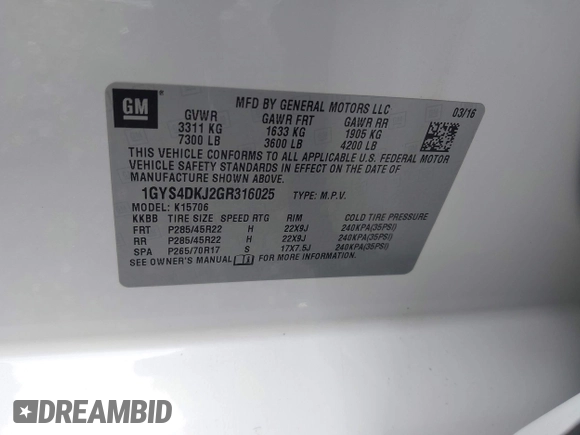 GM
MFD BY GENERAL MOTORS LLC 03/16
GVWR GAWR FRT GAWR RR
3311 KG 1633 KG 1905 KG
7300 LB 3600 LB 4200 LB
THIS VEHICLE CONFORMS TO ALL APPLICABLE U.S. FEDERAL MOTOR
VEHICLE SAFETY STANDARDS IN EFFECT ON THE DATE OF
MANUFACTURE SHOWN ABOVE.
1GYS4DKJ2GR316025 TYPE: M.P.V.
MODEL: K15706
KKBB TIRE SIZE SPEED RTG RIM COLD TIRE PRESSURE
FRT P285/45R22 H 22X9J 240KPA(35PSI)
RR P285/45R22 H 22X9J 240KPA(35PSI)
SPA P265/70R17 S 17X7.5J 240KPA(35PSI)
SEE OWNER'S MANUAL FOR MORE INFORMATION.
DREAMBID